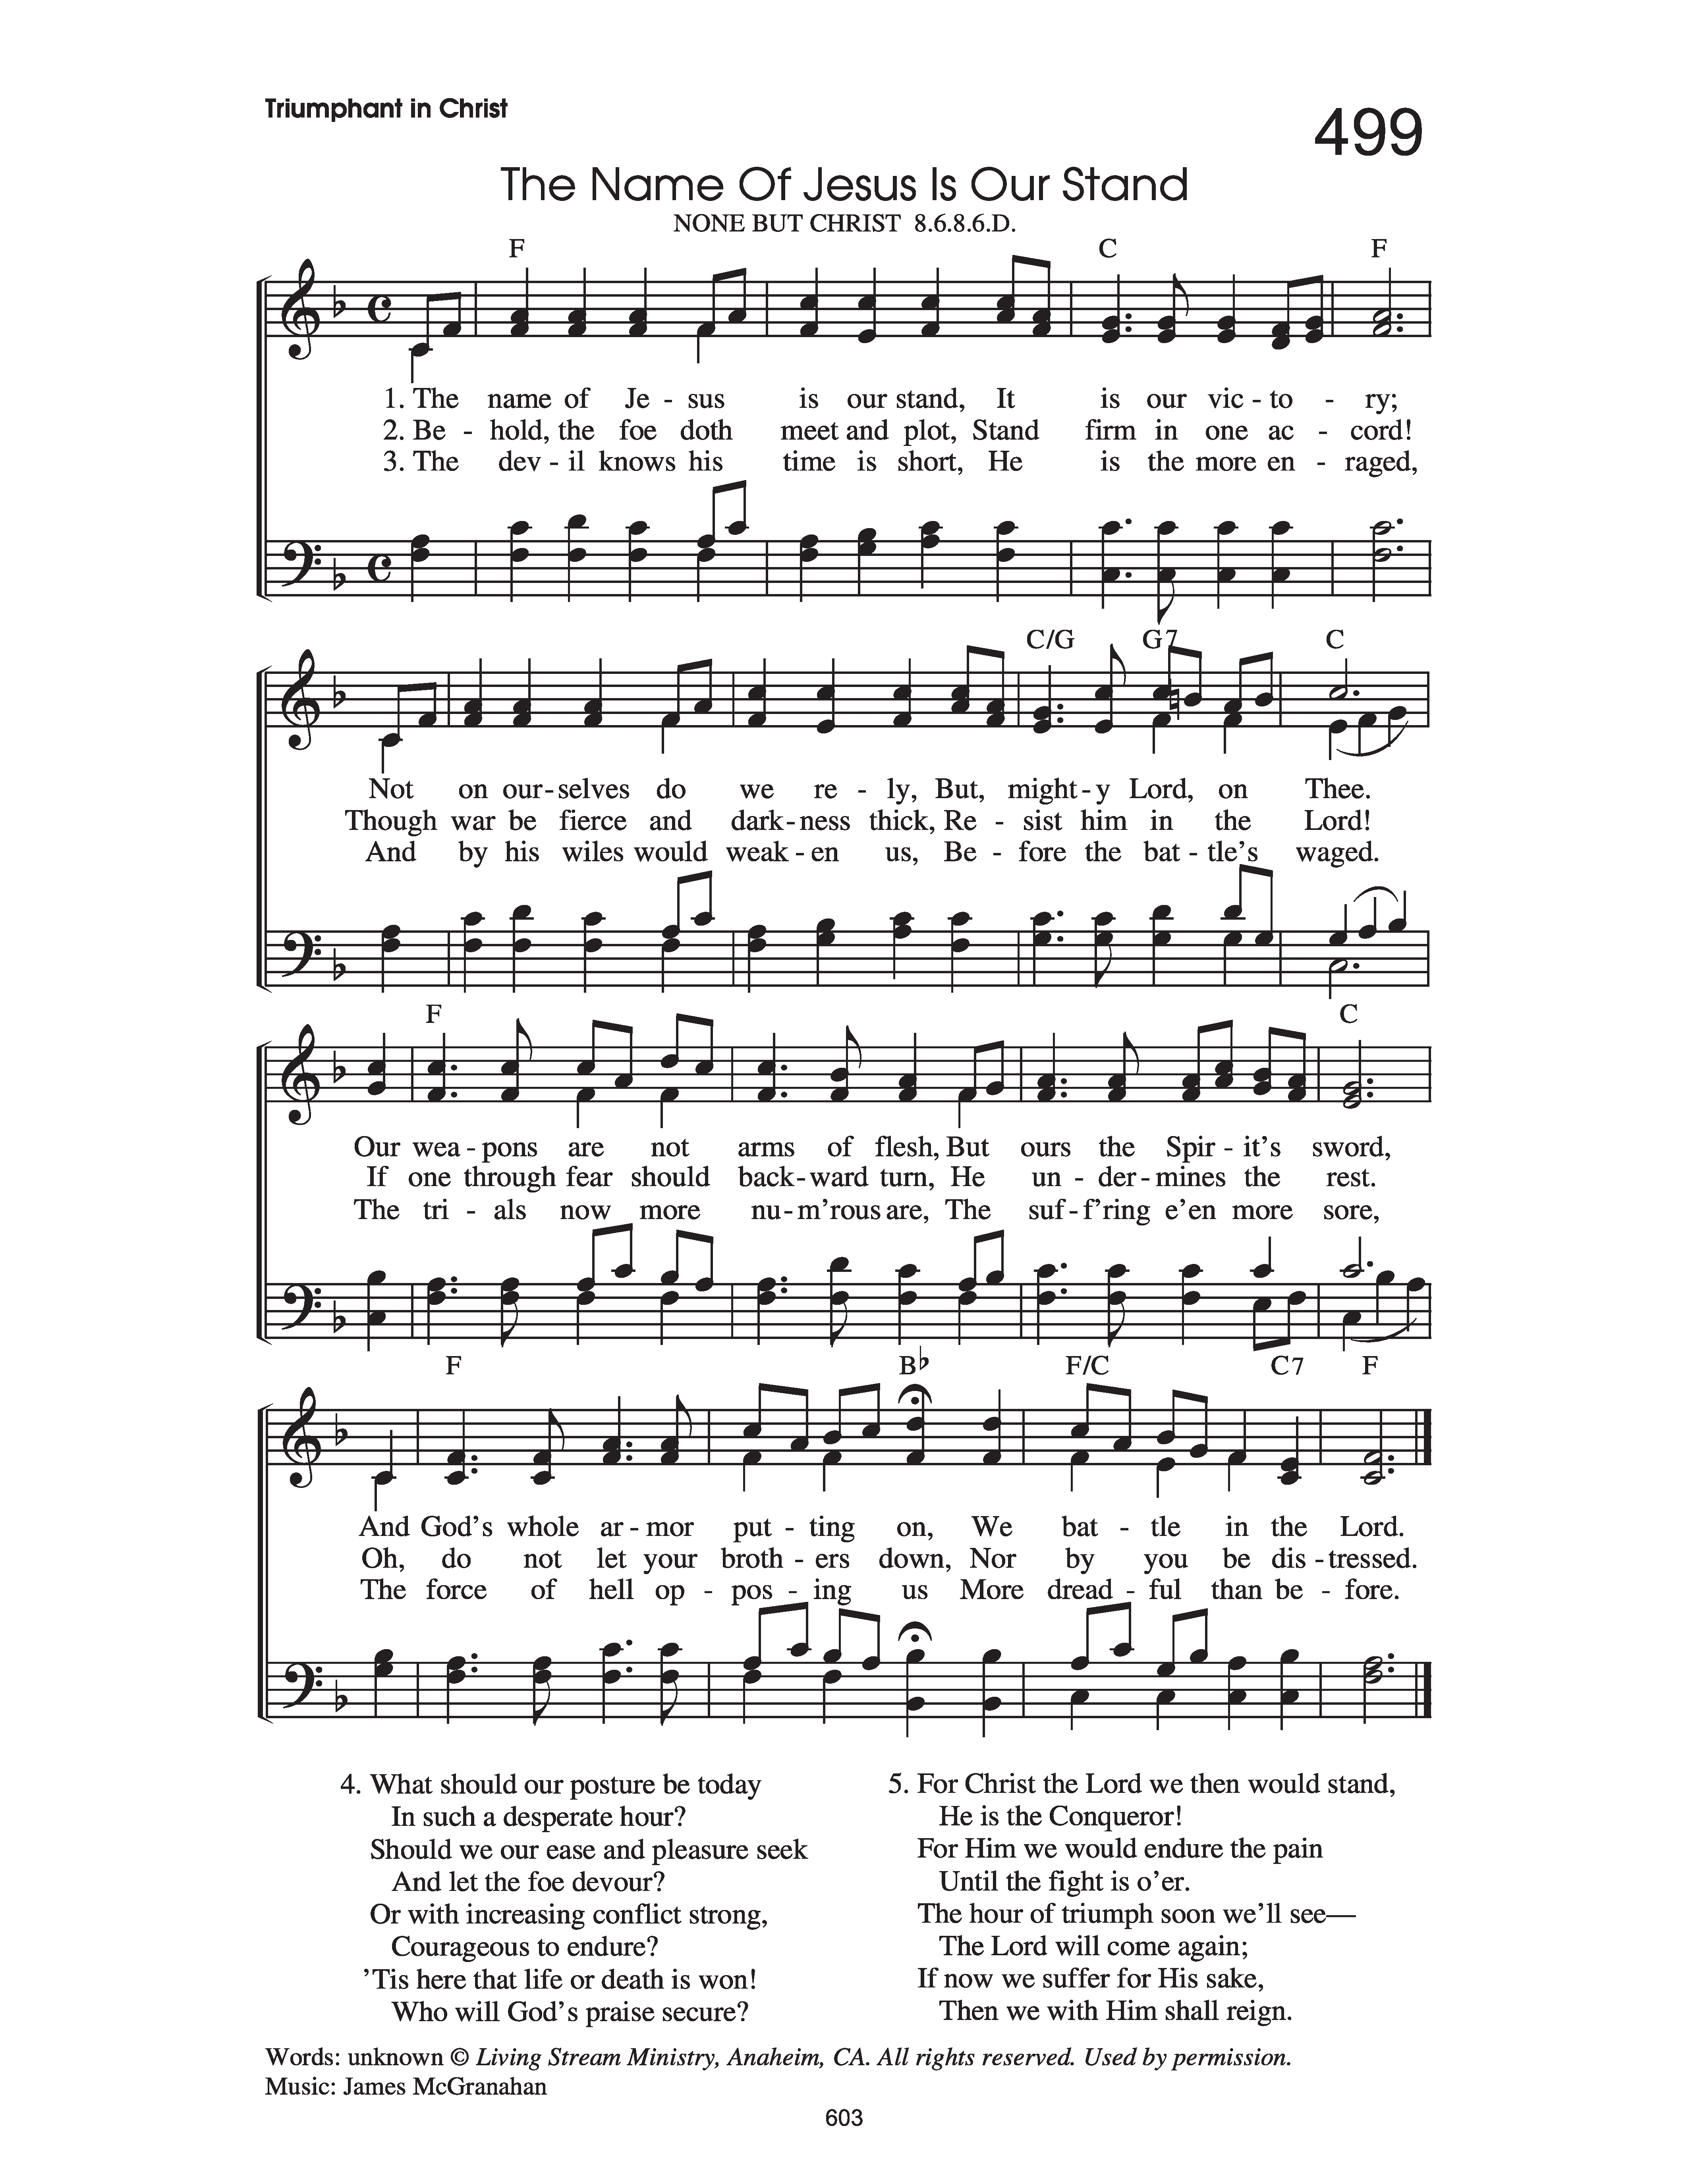 Triumphant in Christ
499
The Name Of Jesus Is Our Stand
NONE BUT CHRIST 8.6.8.6.D.
F C F
1. The name of Je - sus is our stand, It is our vic - to - ry;
2. Be - hold, the foe doth meet and plot, Stand firm in one ac - cord!
3. The dev - il knows his time is short, He is the more en - raged,
C/G G7 C
Not on our - selves do we re - ly, But, might - y Lord, on Thee.
Though war be fierce and dark - ness thick, Re - sist him in the Lord!
And by his wiles would weak - en us, Be - fore the bat - tle's waged.
F C
Our wea - pons are not arms of flesh, But ours the Spir - it's sword,
If one through fear should back - ward turn, He un - der - mines the rest.
The tri - als now more nu - m'rous are, The suf - f'ring e'en more sore,
F B♭ F/C C7 F
And God's whole ar - mor put - ting on, We bat - tle in the Lord.
Oh, do not let your broth - ers down, Nor by you be dis - tressed.
The force of hell op - pos - ing us More dread - ful than be - fore.
4. What should our posture be today
In such a desperate hour?
Should we our ease and pleasure seek
And let the foe devour?
Or with increasing conflict strong,
Courageous to endure?
'Tis here that life or death is won!
Who will God's praise secure?
5. For Christ the Lord we then would stand,
He is the Conqueror!
For Him we would endure the pain
Until the fight is o'er.
The hour of triumph soon we'll see—
The Lord will come again;
If now we suffer for His sake,
Then we with Him shall reign.
Words: unknown © Living Stream Ministry, Anaheim, CA. All rights reserved. Used by permission.
Music: James McGranahan
603